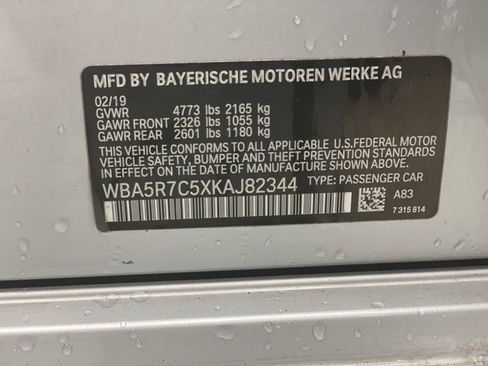 MFD BY BAYERISCHE MOTOREN WERKE AG
02/19
GVWR 4773 lbs 2165 kg
GAWR FRONT 2326 lbs 1055 kg
GAWR REAR 2601 lbs 1180 kg
THIS VEHICLE CONFORMS TO ALL APPLICABLE U.S.FEDERAL MOTOR
VEHICLE SAFETY, BUMPER AND THEFT PREVENTION STANDARDS IN
EFFECT ON THE DATE OF MANUFACTURE SHOWN ABOVE.
WBA5R7C5XKAJ82344 TYPE: PASSENGER CAR
A83
7 315 814